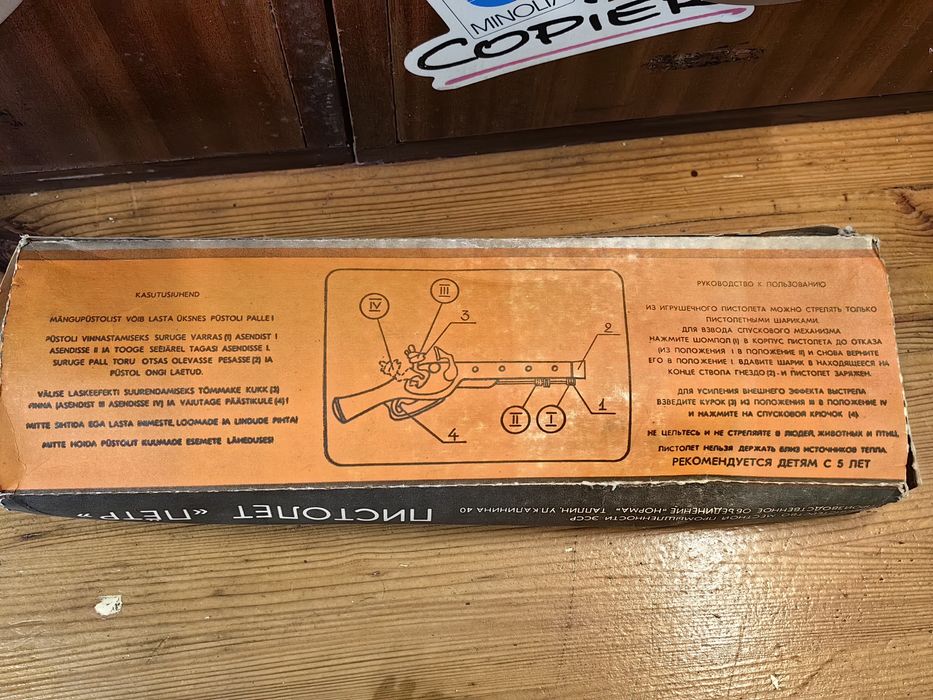 MINOLTA
COPIER
KASUTUSJUHEND
MÄNGUPÜSTOLIST VÕIB LASTA ÜKSNES PÜSTOLI PALLE!
PÜSTOLI VINNASTAMISEKS SURUGE VARRAS (1) ASENDIST I
ASENDISSE II JA TOOGE SEEJÄREL TAGASI ASENDISSE I.
SURUGE PALL TORU OTSAS OLEVASSE PESASSE (2) JA
PÜSTOL ONGI LAETUD.
VÄLISE LASKEEFEKTI SUURENDAMISEKS TÕMMAKE KUKK (3)
ASENDIST III ASENDISSE IV) JA VAJUTAGE PÄÄSTIKULE (4)!
MITTE SIHTIDA EGA LASTA INIMESTE, LOOMADE JA LINDUDE PIHTA!
MITTE HOIDA PÜSTOLIT KUUMADE ESEMETE LÄHEDUSES!
IV
III
3
2
II
I
1
4
РУКОВОДСТВО К ПОЛЬЗОВАНИЮ
ИЗ ИГРУШЕЧНОГО ПИСТОЛЕТА МОЖНО СТРЕЛЯТЬ ТОЛЬКО
ПИСТОЛЕТНЫМИ ШАРИКАМИ.
ДЛЯ ВЗВОДА СПУСКОВОГО МЕХАНИЗМА
НАЖМИТЕ ШОМПОЛ (1) В КОРПУС ПИСТОЛЕТА ДО ОТКАЗА
(ИЗ ПОЛОЖЕНИЯ I В ПОЛОЖЕНИЕ II) И СНОВА ВЕРНИТЕ
ЕГО В ПОЛОЖЕНИЕ I. ВДАВИТЕ ШАРИК В НАХОДЯЩЕЕСЯ НА
КОНЦЕ СТВОЛА ГНЕЗДО (2) - И ПИСТОЛЕТ ЗАРЯЖЕН.
ДЛЯ УСИЛЕНИЯ ВНЕШНЕГО ЭФФЕКТА ВЫСТРЕЛА
ВЗВЕДИТЕ КУРОК (3) ИЗ ПОЛОЖЕНИЯ III В ПОЛОЖЕНИЕ IV
И НАЖМИТЕ НА СПУСКОВОЙ КРЮЧОК (4).
НЕ ЦЕЛЬТЕСЬ И НЕ СТРЕЛЯЙТЕ В ЛЮДЕЙ, ЖИВОТНЫХ И ПТИЦ.
ПИСТОЛЕТ НЕЛЬЗЯ ДЕРЖАТЬ ВЛИЗ ИСТОЧНИКОВ ТЕПЛА.
РЕКОМЕНДУЕТСЯ ДЕТЯМ С 5 ЛЕТ
ПИСТОЛЕТ «ПЁТР»
МЕСТНОЙ ПРОМЫШЛЕННОСТИ ЭССР
ОБЪЕДИНЕНИЕ «НОРМА» ТАЛЛИН, УЛ.КАЛИНИНА 40